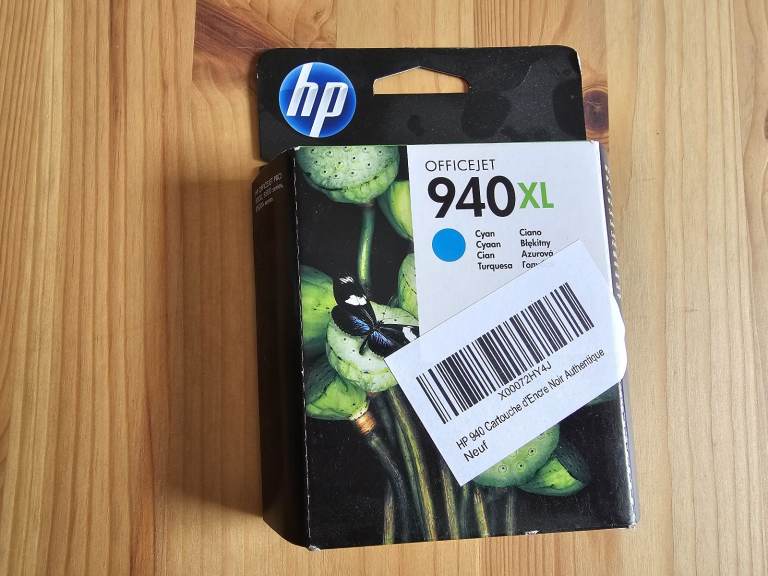 hp
OFFICEJET
940XL
Cyan Ciano
Cyaan Błękitny
Cian Azurová
Turquesa
X00072HY4J
HP 940 Cartouche d'Encre Noir Authentique
Neuf